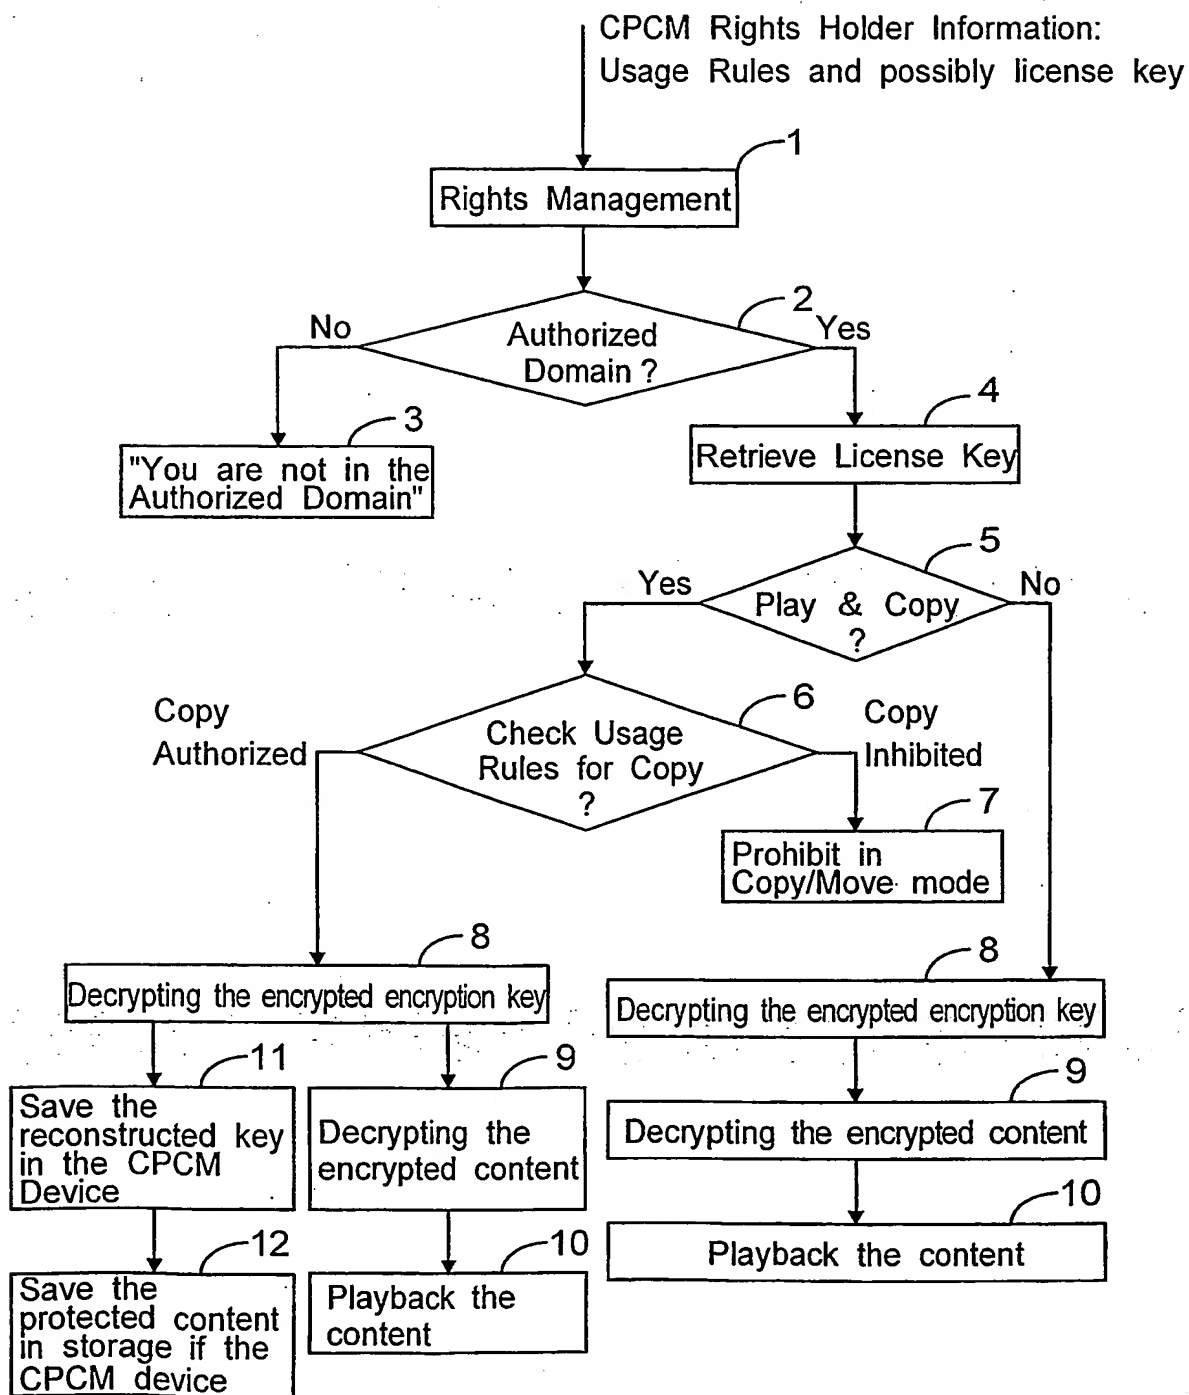 CPCM Rights Holder Information:
Usage Rules and possibly license key
1
Rights Management
2
No
Yes
Authorized
Domain ?
3
"You are not in the
Authorized Domain"
4
Retrieve License Key
5
Yes
No
Play & Copy
?
6
Copy
Authorized
Copy
Inhibited
Check Usage
Rules for Copy
?
7
Prohibit in
Copy/Move mode
8
Decrypting the encrypted encryption key
8
Decrypting the encrypted encryption key
11
Save the
reconstructed key
in the CPCM
Device
9
Decrypting the
encrypted content
9
Decrypting the encrypted content
12
Save the
protected content
in storage if the
CPCM device
10
Playback the
content
10
Playback the content